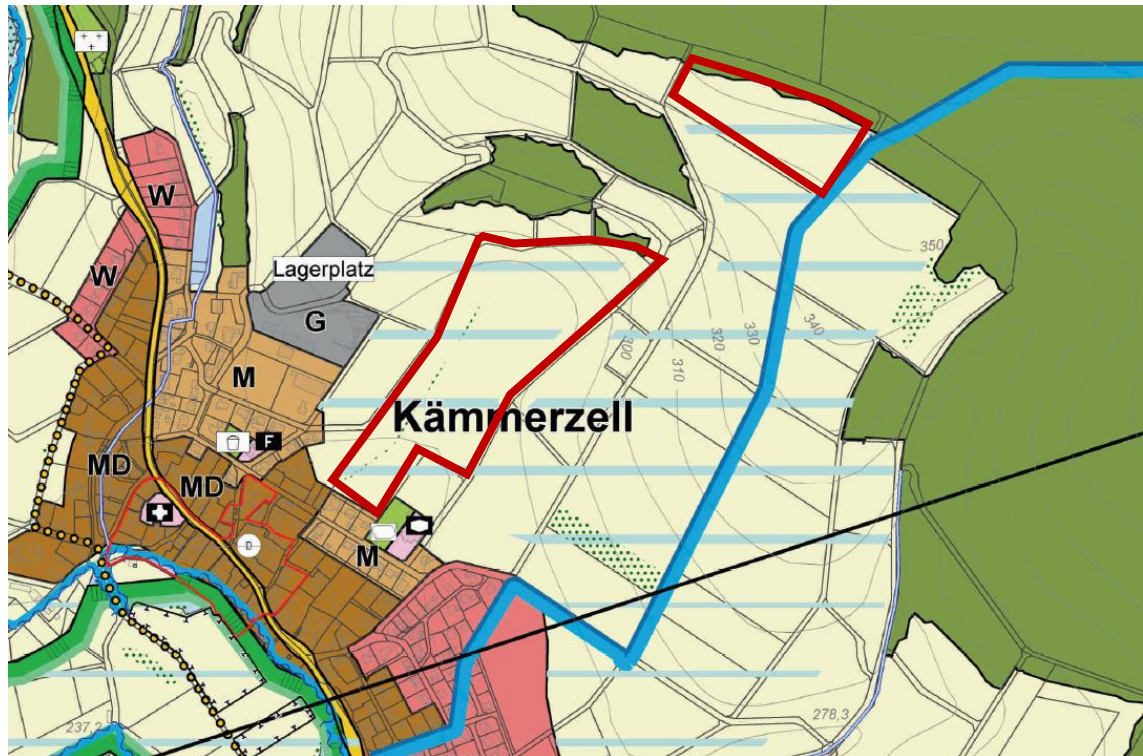 W
350
W
Lagerplatz
G
340
330
320
300
310
M
Kämmerzell
F
MD
MD
D
M
237,2
278,3